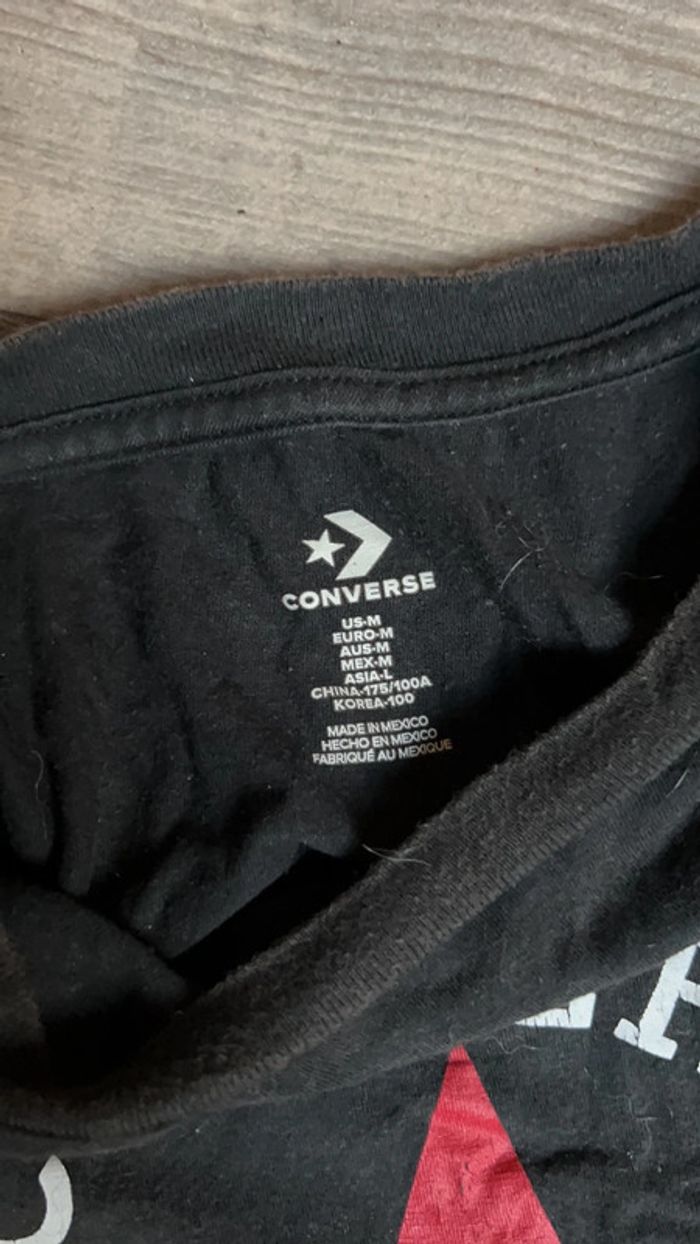 CONVERSE
US-M
EURO-M
AUS-M
MEX-M
ASIA-L
CHINA-175/100A
KOREA-100
MADE IN MEXICO
HECHO EN MEXICO
FABRIQUÉ AU MEXIQUE